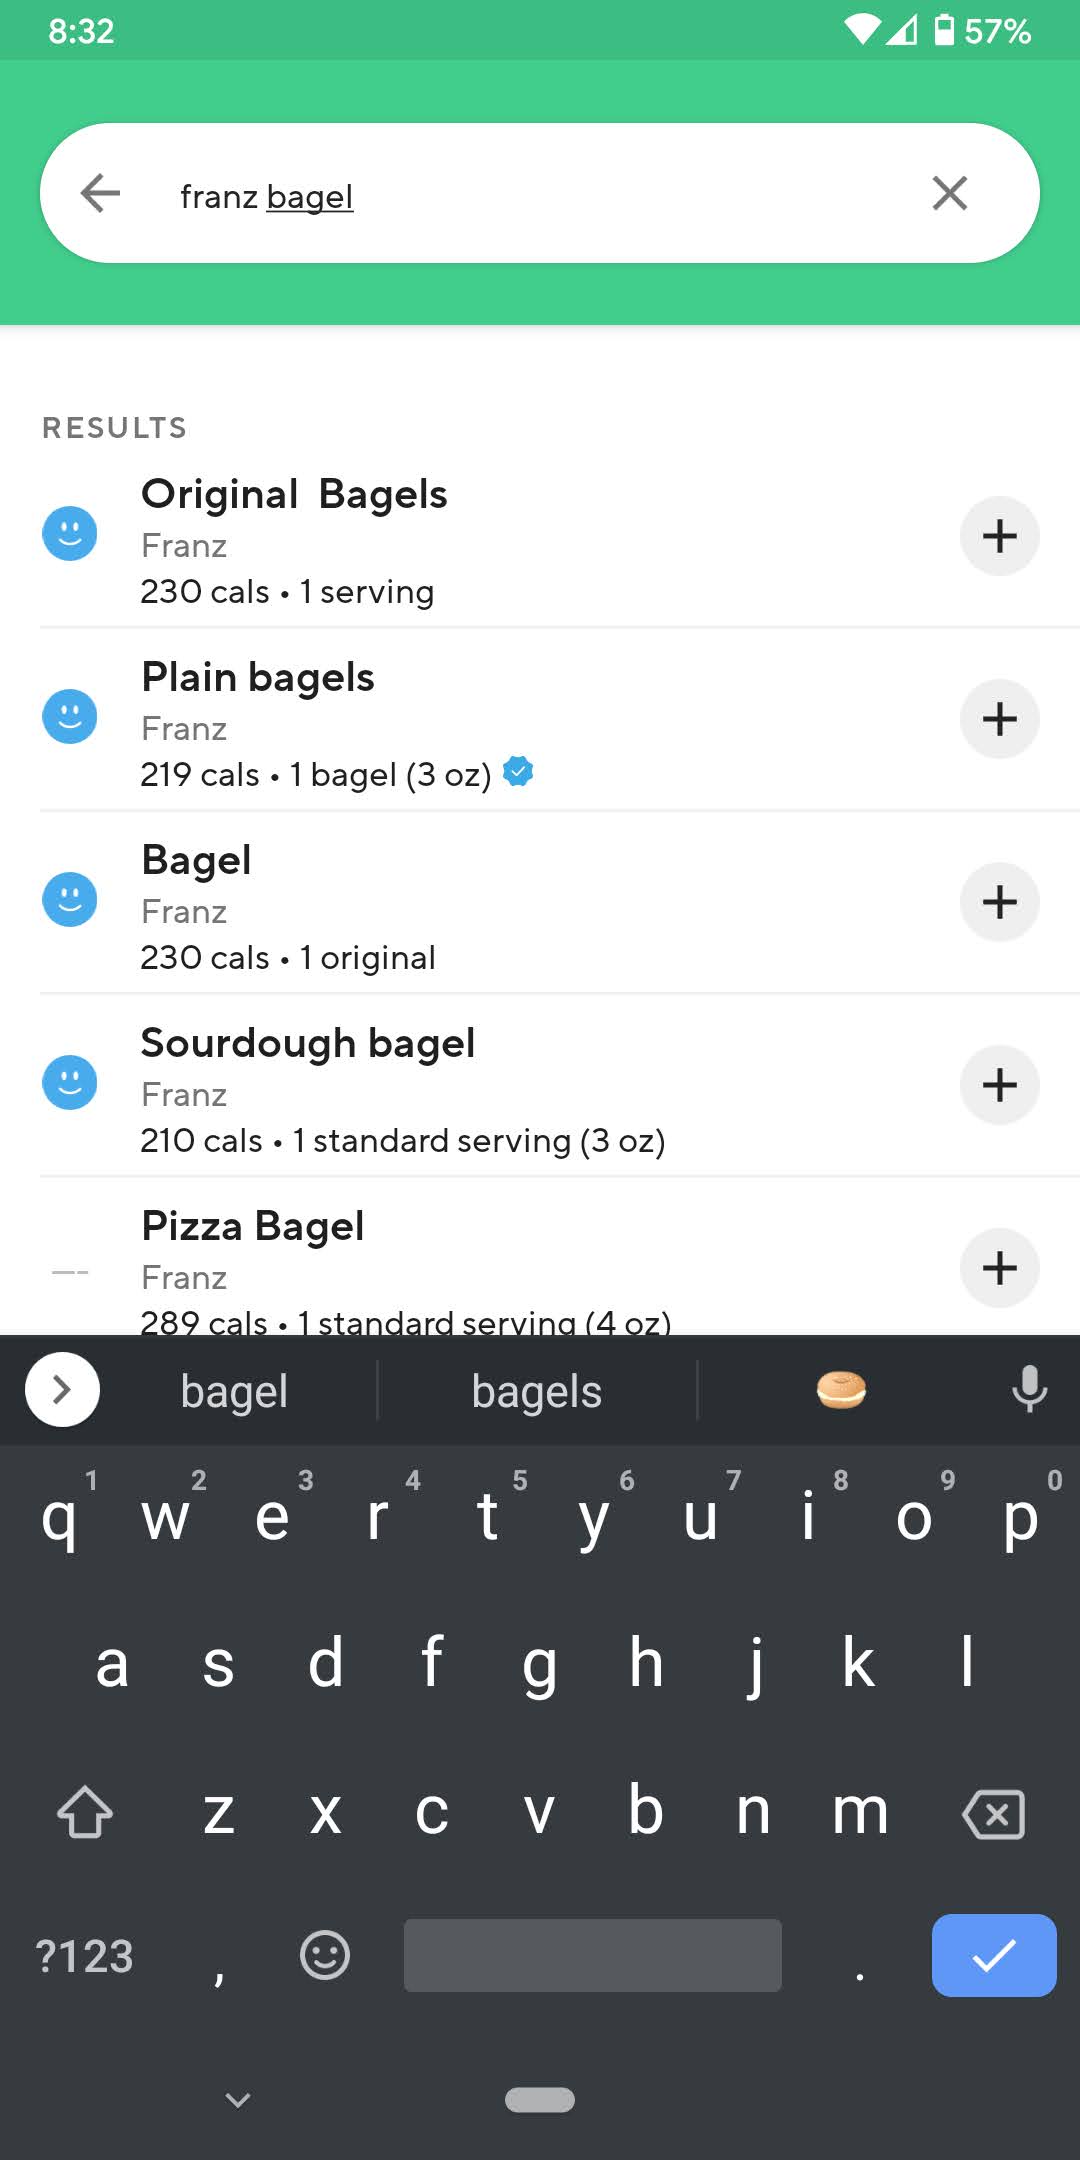 8:32
57%
franz bagel
RESULTS
Original Bagels
Franz
230 cals • 1 serving
Plain bagels
Franz
219 cals • 1 bagel (3 oz)
Bagel
Franz
230 cals • 1 original
Sourdough bagel
Franz
210 cals • 1 standard serving (3 oz)
Pizza Bagel
Franz
289 cals • 1 standard serving (4 oz)
bagel bagels
1 2 3 4 5 6 7 8 9 0
q w e r t y u i o p
a s d f g h j k l
z x c v b n m
?123 , .